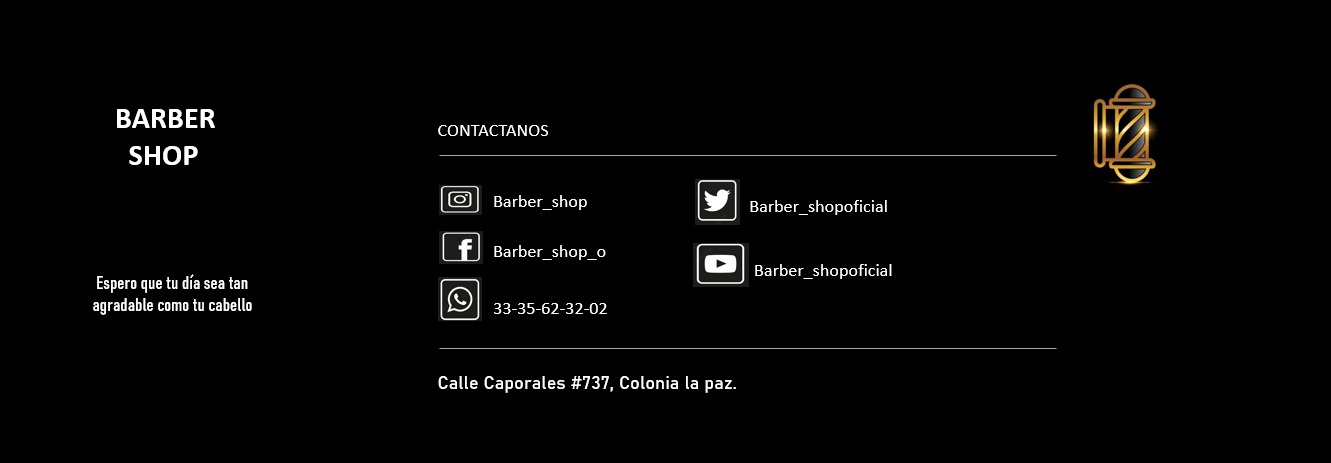 BARBER
SHOP
Espero que tu día sea tan
agradable como tu cabello
CONTACTANOS
Barber_shop
Barber_shop_o
33-35-62-32-02
Barber_shopoficial
Barber_shopoficial
Calle Caporales #737, Colonia la paz.